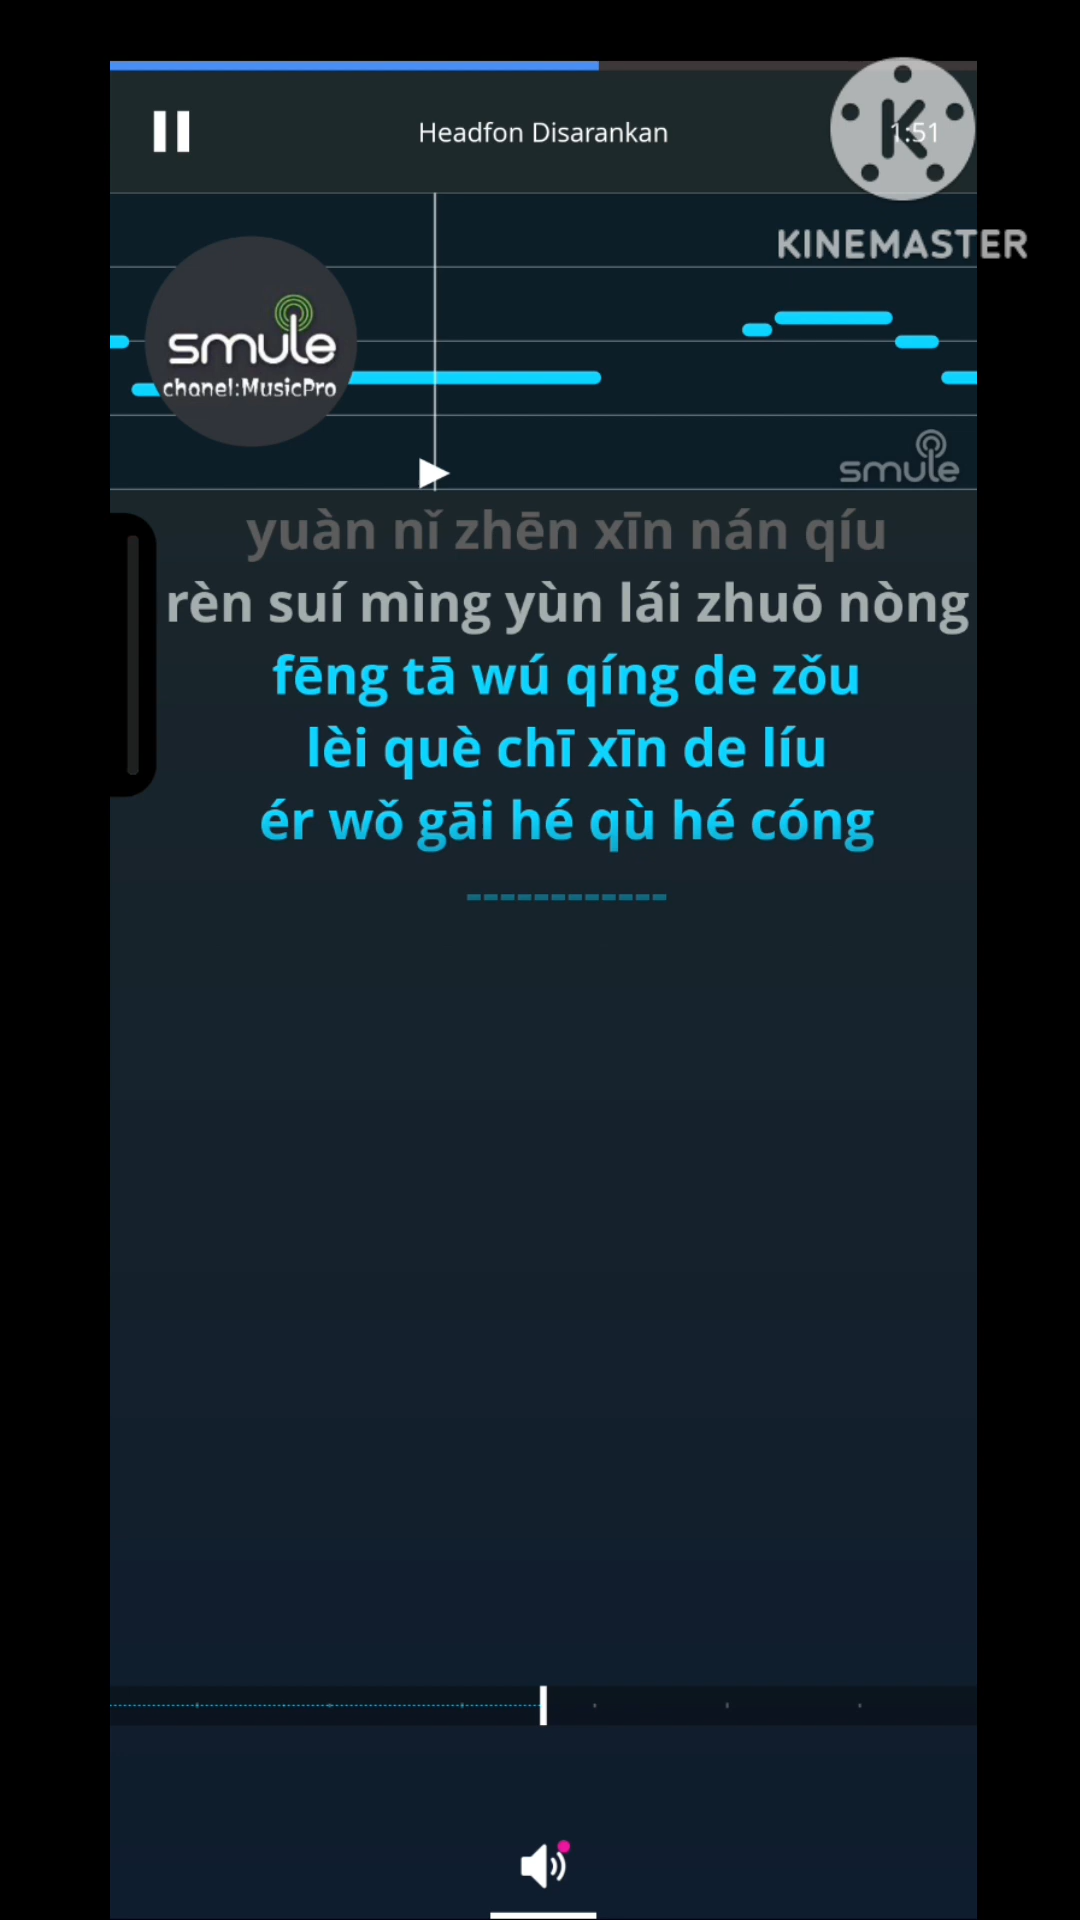 Headfon Disarankan
1:51
K
KINEMASTER
smule
chanel:MusicPro
smule
yuàn nǐ zhēn xīn nán qíu
rèn suí mìng yùn lái zhuō nòng
fēng tā wú qíng de zǒu
lèi què chī xīn de líu
ér wǒ gāi hé qù hé cóng
------------